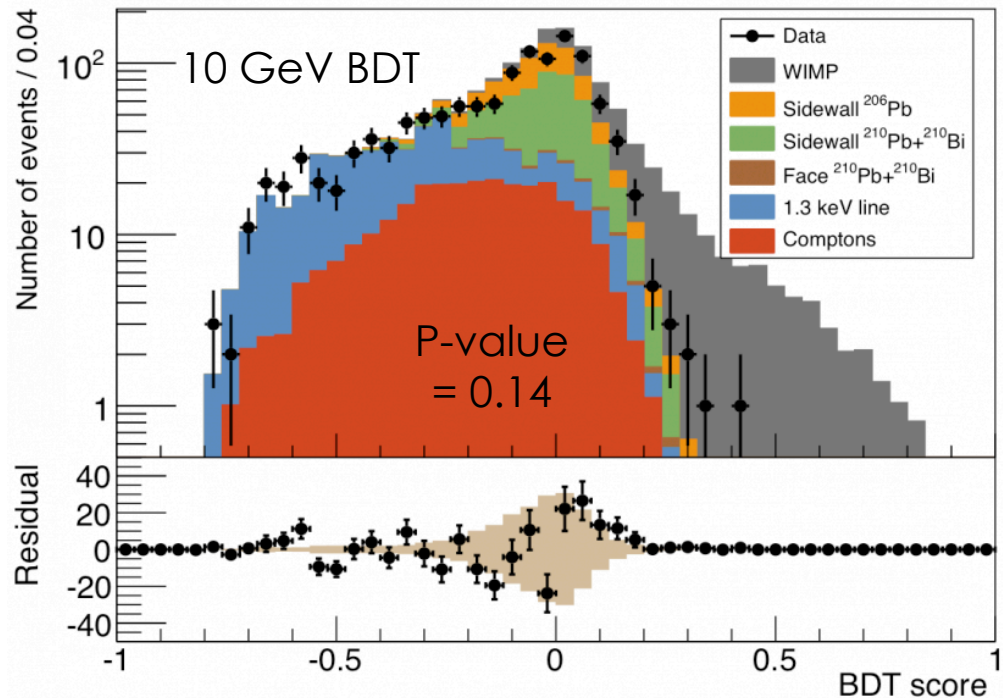 Number of events / 0.04
10²
10
1
10 GeV BDT
P-value
= 0.14
Data
WIMP
Sidewall ²⁰⁶Pb
Sidewall ²¹⁰Pb+²¹⁰Bi
Face ²¹⁰Pb+²¹⁰Bi
1.3 keV line
Comptons
Residual
40
20
0
-20
-40
-60
-1
-0.5
0
0.5
1
BDT score